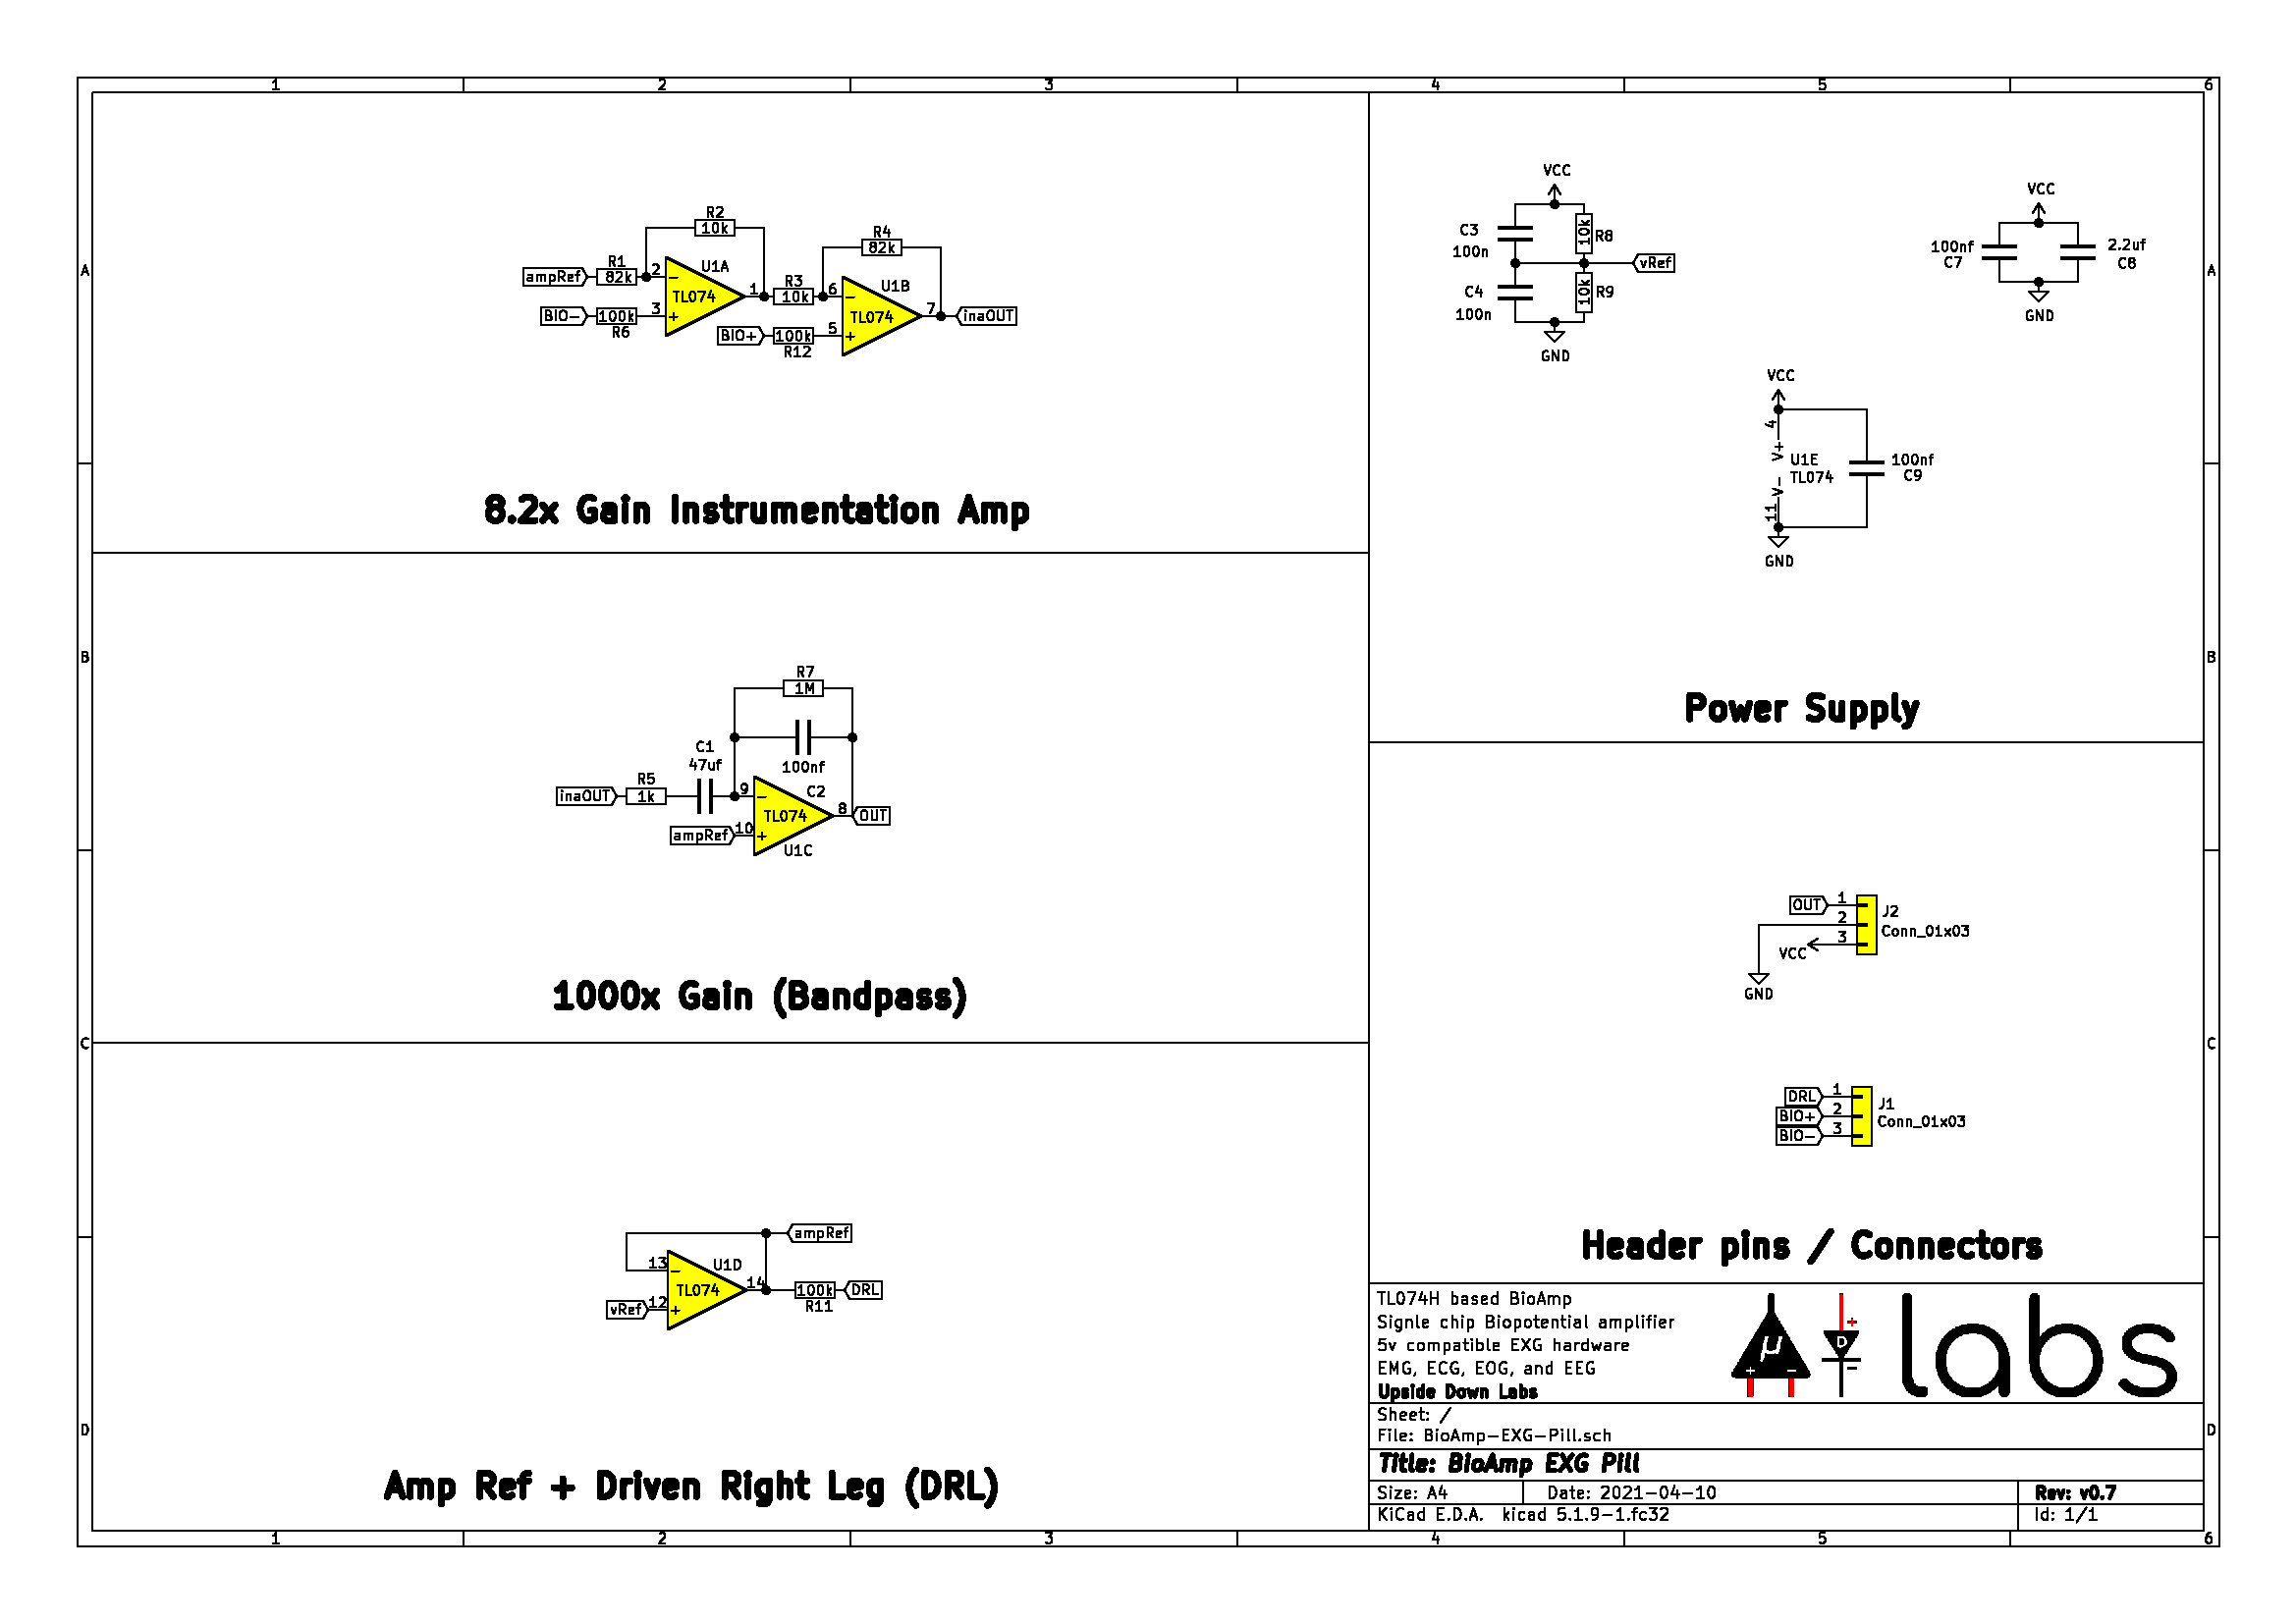 1 2 3 4 5 6
A
B
C
D
R2
10k
R4
82k
ampRef
R1
82k
2
U1A
TL074
1
R3
10k
6
U1B
TL074
7
inaOUT
BIO-
100k
R6
3
BIO+
100k
R12
5
8.2x Gain Instrumentation Amp
R7
1M
C1
47uf
100nf
inaOUT
R5
1k
9
C2
TL074
8
OUT
ampRef
10
U1C
1000x Gain (Bandpass)
ampRef
13
U1D
TL074
14
100k
R11
DRL
vRef
12
Amp Ref + Driven Right Leg (DRL)
VCC
C3
100n
10k
R8
vRef
C4
100n
10k
R9
GND
VCC
100nf
C7
2.2uf
C8
GND
VCC
4
V+
U1E
TL074
V-
11
100nf
C9
GND
Power Supply
OUT
1
2
3
J2
Conn_01x03
VCC
GND
DRL
1
BIO+
2
BIO-
3
J1
Conn_01x03
Header pins / Connectors
TL074H based BioAmp
Signle chip Biopotential amplifier
5v compatible EXG hardware
EMG, ECG, EOG, and EEG
Upside Down Labs
μ
+ -
D
+
-
labs
Sheet: /
File: BioAmp-EXG-Pill.sch
Title: BioAmp EXG Pill
Size: A4 Date: 2021-04-10 Rev: v0.7
KiCad E.D.A. kicad 5.1.9-1.fc32 Id: 1/1
A
B
C
D
1 2 3 4 5 6